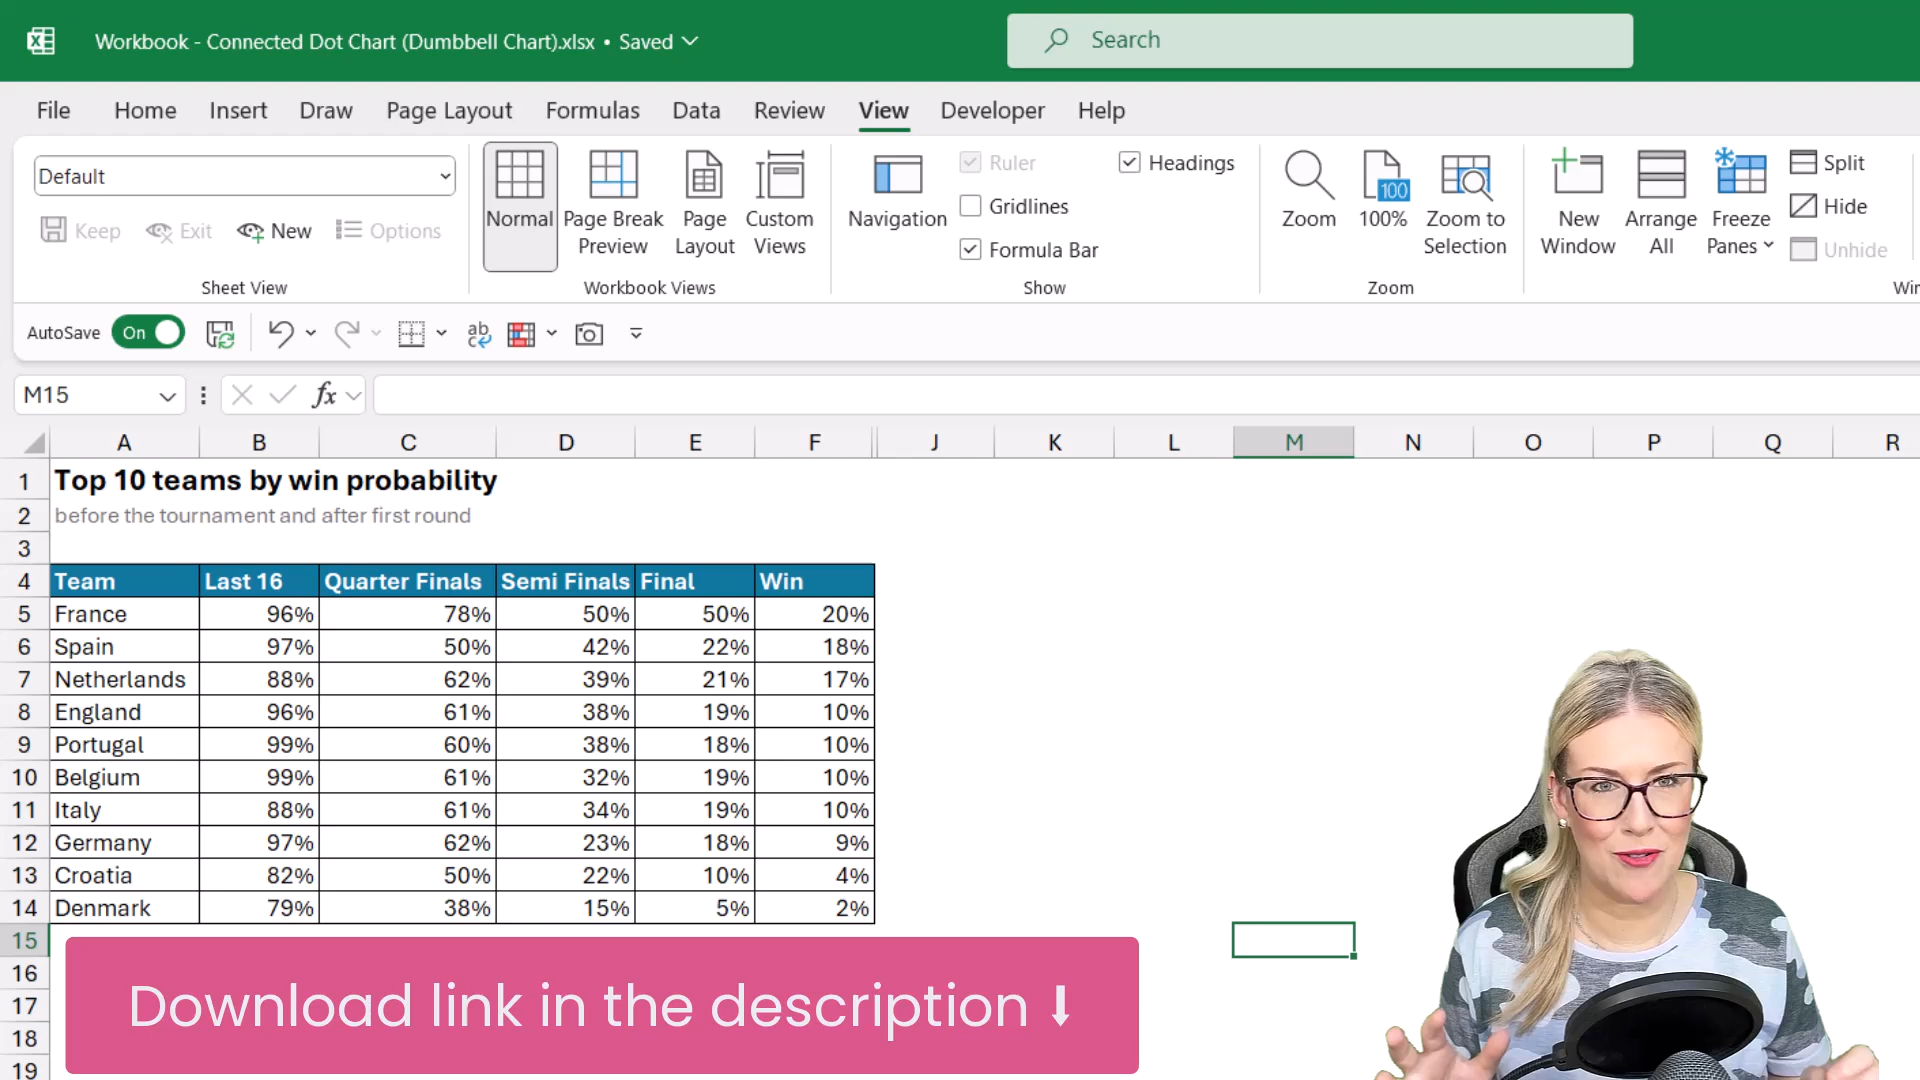 Workbook - Connected Dot Chart (Dumbbell Chart).xlsx • Saved
Search
File Home Insert Draw Page Layout Formulas Data Review View Developer Help
Default
Keep Exit New Options
Sheet View
Normal
Page Break Preview
Page Layout
Custom Views
Workbook Views
Navigation
Ruler
Gridlines
Formula Bar
Headings
Show
Zoom
100
100%
Zoom to Selection
Zoom
New Window
Arrange All
Freeze Panes
Split
Hide
Unhide
AutoSave On
ab
M15
fx
A B C D E F J K L M N O P Q R
1 Top 10 teams by win probability
2 before the tournament and after first round
3
4 Team Last 16 Quarter Finals Semi Finals Final Win
5 France 96% 78% 50% 50% 20%
6 Spain 97% 50% 42% 22% 18%
7 Netherlands 88% 62% 39% 21% 17%
8 England 96% 61% 38% 19% 10%
9 Portugal 99% 60% 38% 18% 10%
10 Belgium 99% 61% 32% 19% 10%
11 Italy 88% 61% 34% 19% 10%
12 Germany 97% 62% 23% 18% 9%
13 Croatia 82% 50% 22% 10% 4%
14 Denmark 79% 38% 15% 5% 2%
15
16
17
18
19
Download link in the description ⬇